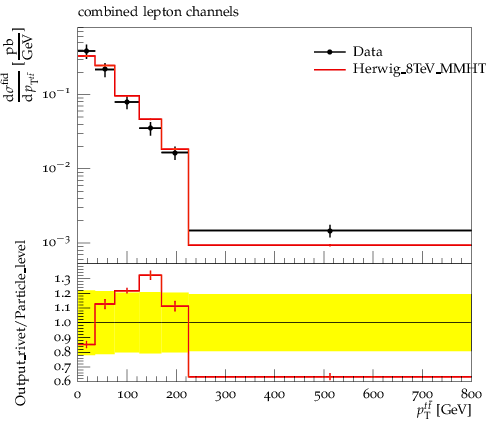 combined lepton channels
dσ^fid / dp_T^{tt̄} [pb / GeV]
Data
Herwig_8TeV_MMHT
10⁻¹
10⁻²
10⁻³
Output_rivet/Particle_level
1.3
1.2
1.1
1.0
0.9
0.8
0.7
0.6
0 100 200 300 400 500 600 700 800
p_T^{tt̄} [GeV]